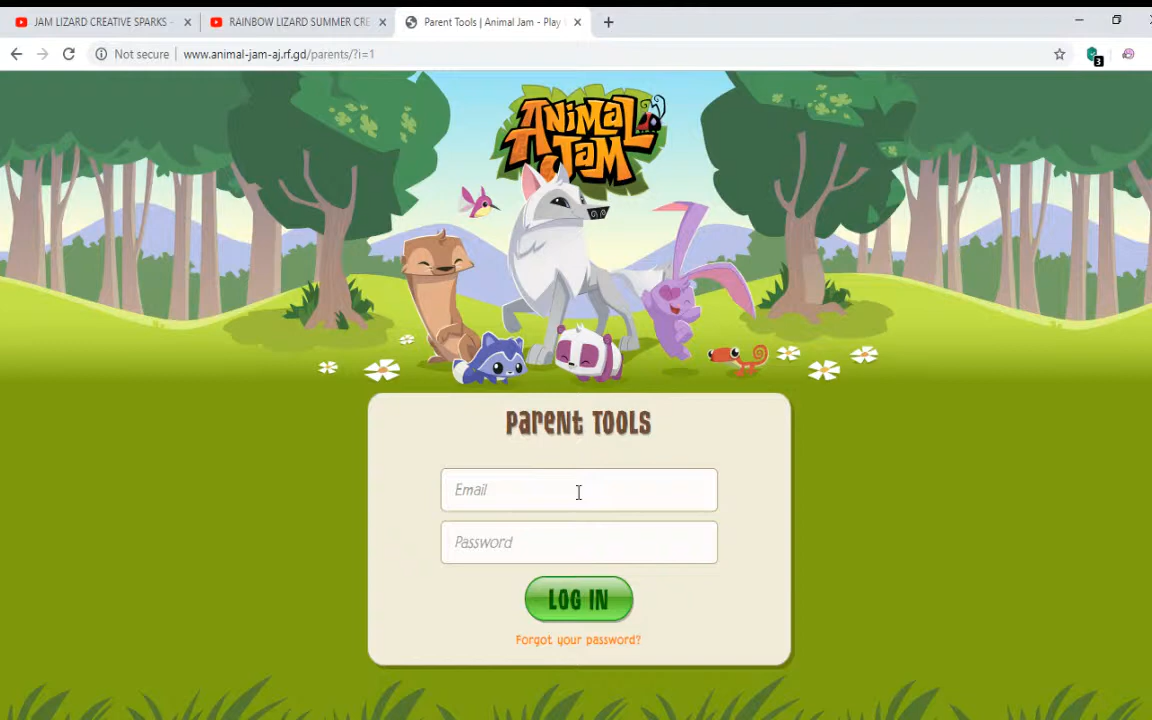 JAM LIZARD CREATIVE SPARKS -
RAINBOW LIZARD SUMMER CRE
Parent Tools | Animal Jam - Play
Not secure
www.animal-jam-aj.rf.gd/parents/?i=1
3
ANIMAL
JAM
PARENT TOOLS
Email
Password
LOG IN
Forgot your password?